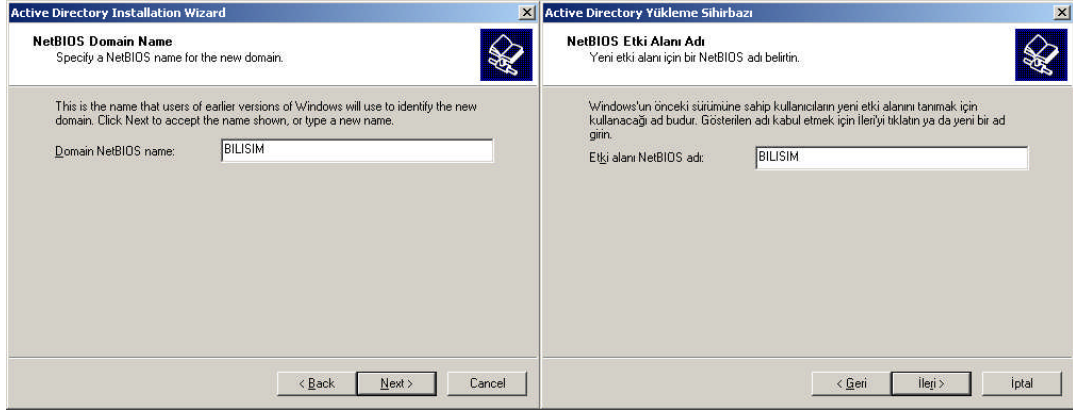 Active Directory Installation Wizard
NetBIOS Domain Name
Specify a NetBIOS name for the new domain.
This is the name that users of earlier versions of Windows will use to identify the new
domain. Click Next to accept the name shown, or type a new name.
Domain NetBIOS name: BILISIM
< Back Next > Cancel
Active Directory Yükleme Sihirbazı
NetBIOS Etki Alanı Adı
Yeni etki alanı için bir NetBIOS adı belirtin.
Windows'un önceki sürümüne sahip kullanıcıların yeni etki alanını tanımak için
kullanacağı ad budur. Gösterilen adı kabul etmek için İleri'yi tıklatın ya da yeni bir ad
girin.
Etki alanı NetBIOS adı: BILISIM
< Geri İleri > İptal